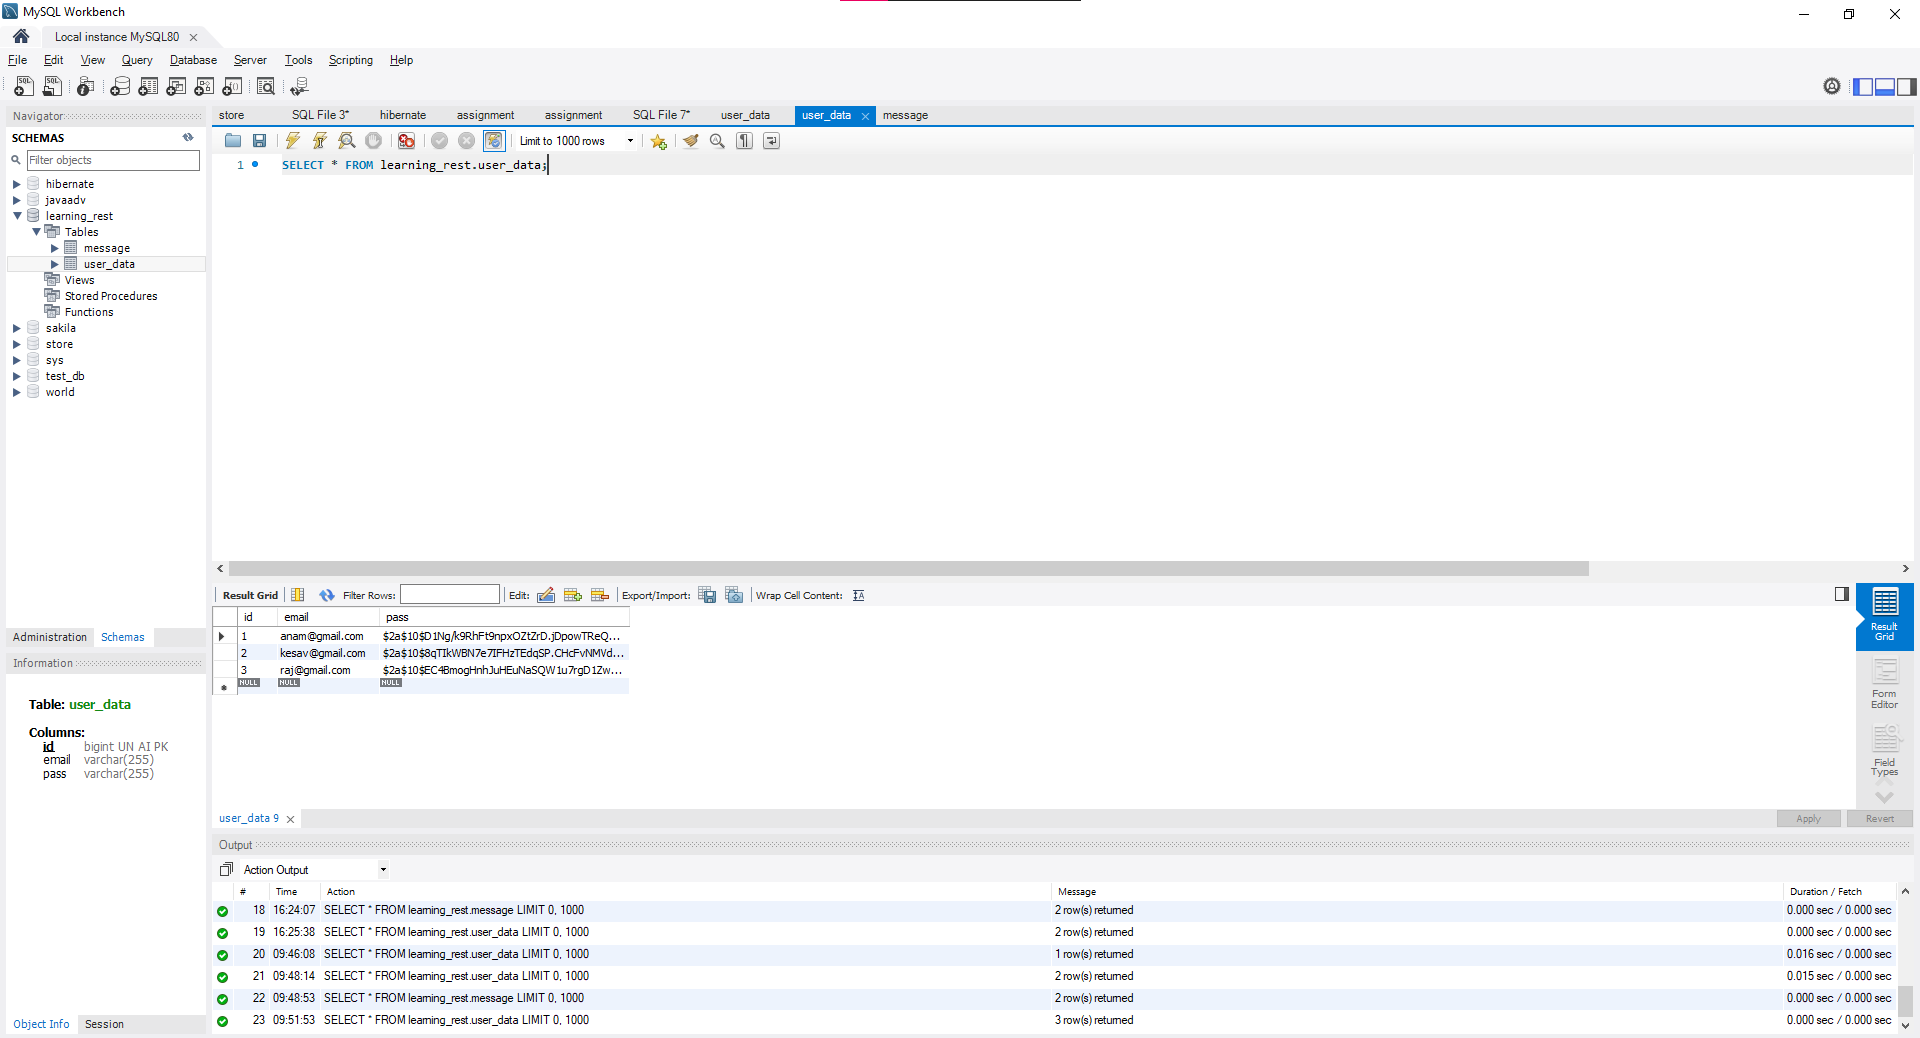 MySQL Workbench
Local instance MySQL80
File Edit View Query Database Server Tools Scripting Help
Navigator
SCHEMAS
Filter objects
hibernate
javaadv
learning_rest
Tables
message
user_data
Views
Stored Procedures
Functions
sakila
store
sys
test_db
world
Administration Schemas
Information
Table: user_data
Columns:
id bigint UN AI PK
email varchar(255)
pass varchar(255)
Object Info Session
store SQL File 3* hibernate assignment assignment SQL File 7* user_data user_data message
Limit to 1000 rows
1 SELECT * FROM learning_rest.user_data;
Result Grid Filter Rows: Edit: Export/Import: Wrap Cell Content:
id email pass
1 anam@gmail.com $2a$10$D1Ng/k9RhFt9npxOZtZrD.jDpowTReQ...
2 kesav@gmail.com $2a$10$8qTIkWBN7e7IFHzTEdqSP.CHcFvNMVd...
3 raj@gmail.com $2a$10$EC4BmogHnhJuHEuNaSQW1u7rgD1Zw...
NULL NULL NULL
Result Grid
Form Editor
Field Types
user_data 9
Apply Revert
Output
Action Output
# Time Action Message Duration / Fetch
18 16:24:07 SELECT * FROM learning_rest.message LIMIT 0, 1000 2 row(s) returned 0.000 sec / 0.000 sec
19 16:25:38 SELECT * FROM learning_rest.user_data LIMIT 0, 1000 2 row(s) returned 0.000 sec / 0.000 sec
20 09:46:08 SELECT * FROM learning_rest.user_data LIMIT 0, 1000 1 row(s) returned 0.016 sec / 0.000 sec
21 09:48:14 SELECT * FROM learning_rest.user_data LIMIT 0, 1000 2 row(s) returned 0.015 sec / 0.000 sec
22 09:48:53 SELECT * FROM learning_rest.message LIMIT 0, 1000 2 row(s) returned 0.000 sec / 0.000 sec
23 09:51:53 SELECT * FROM learning_rest.user_data LIMIT 0, 1000 3 row(s) returned 0.000 sec / 0.000 sec